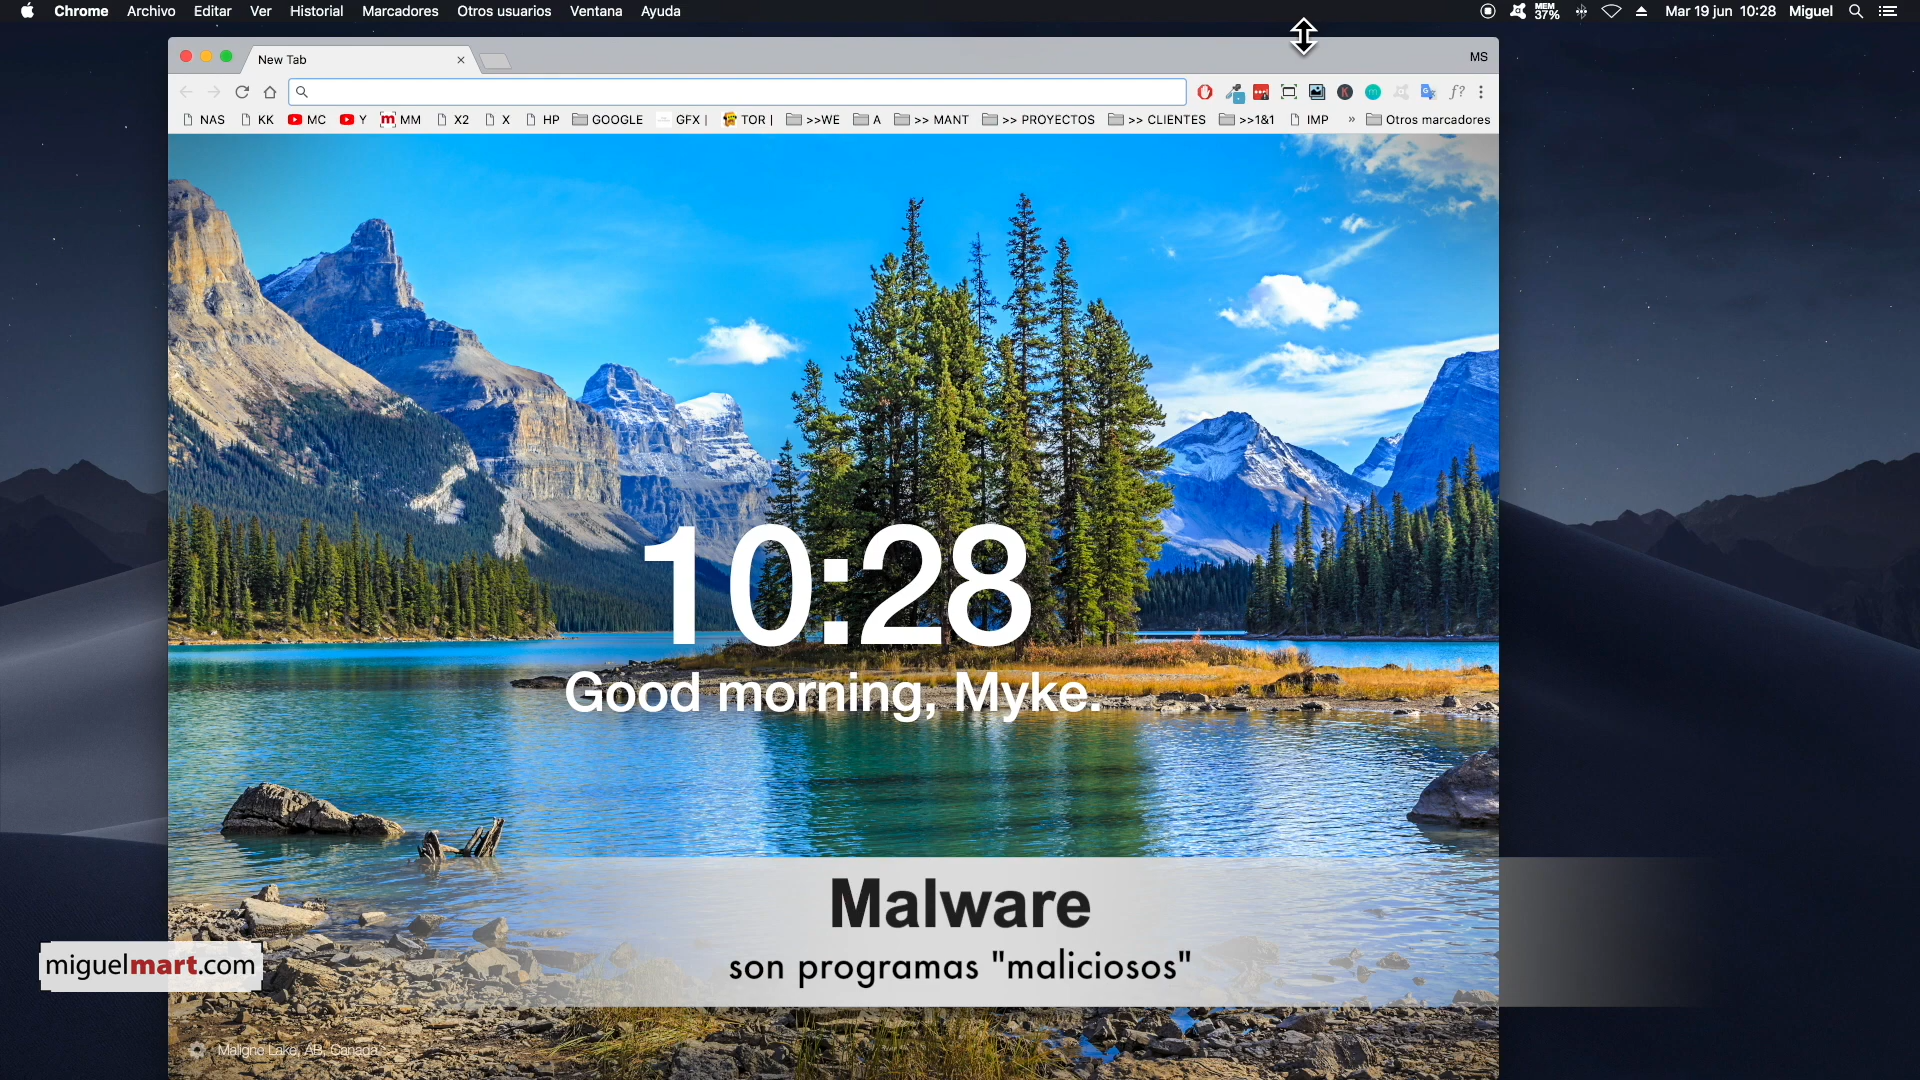 Chrome Archivo Editar Ver Historial Marcadores Otros usuarios Ventana Ayuda MEM 37% Mar 19 jun 10:28 Miguel
New Tab MS
f?
NAS KK MC Y MM X2 X HP GOOGLE GFX | TOR | >>WE A >> MANT >> PROYECTOS >> CLIENTES >>1&1 IMP » Otros marcadores
10:28
Good morning, Myke.
Malware
son programas "maliciosos"
miguelmart.com
Maligne Lake, AB, Canada